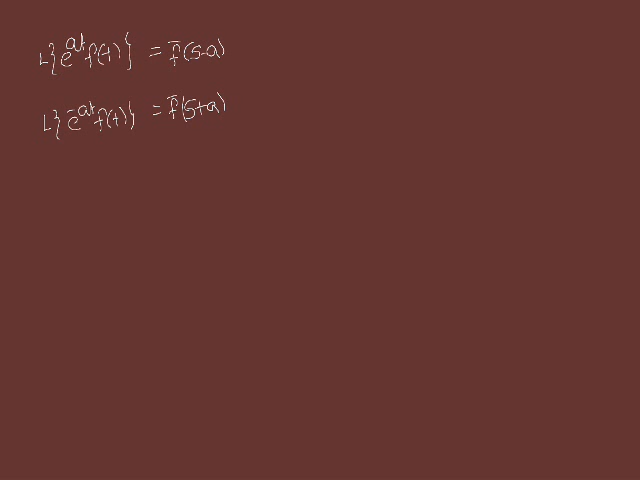 L{e^{at} f(t)} = f̅(s-a)
L{e^{-at} f(t)} = f̅(s+a)